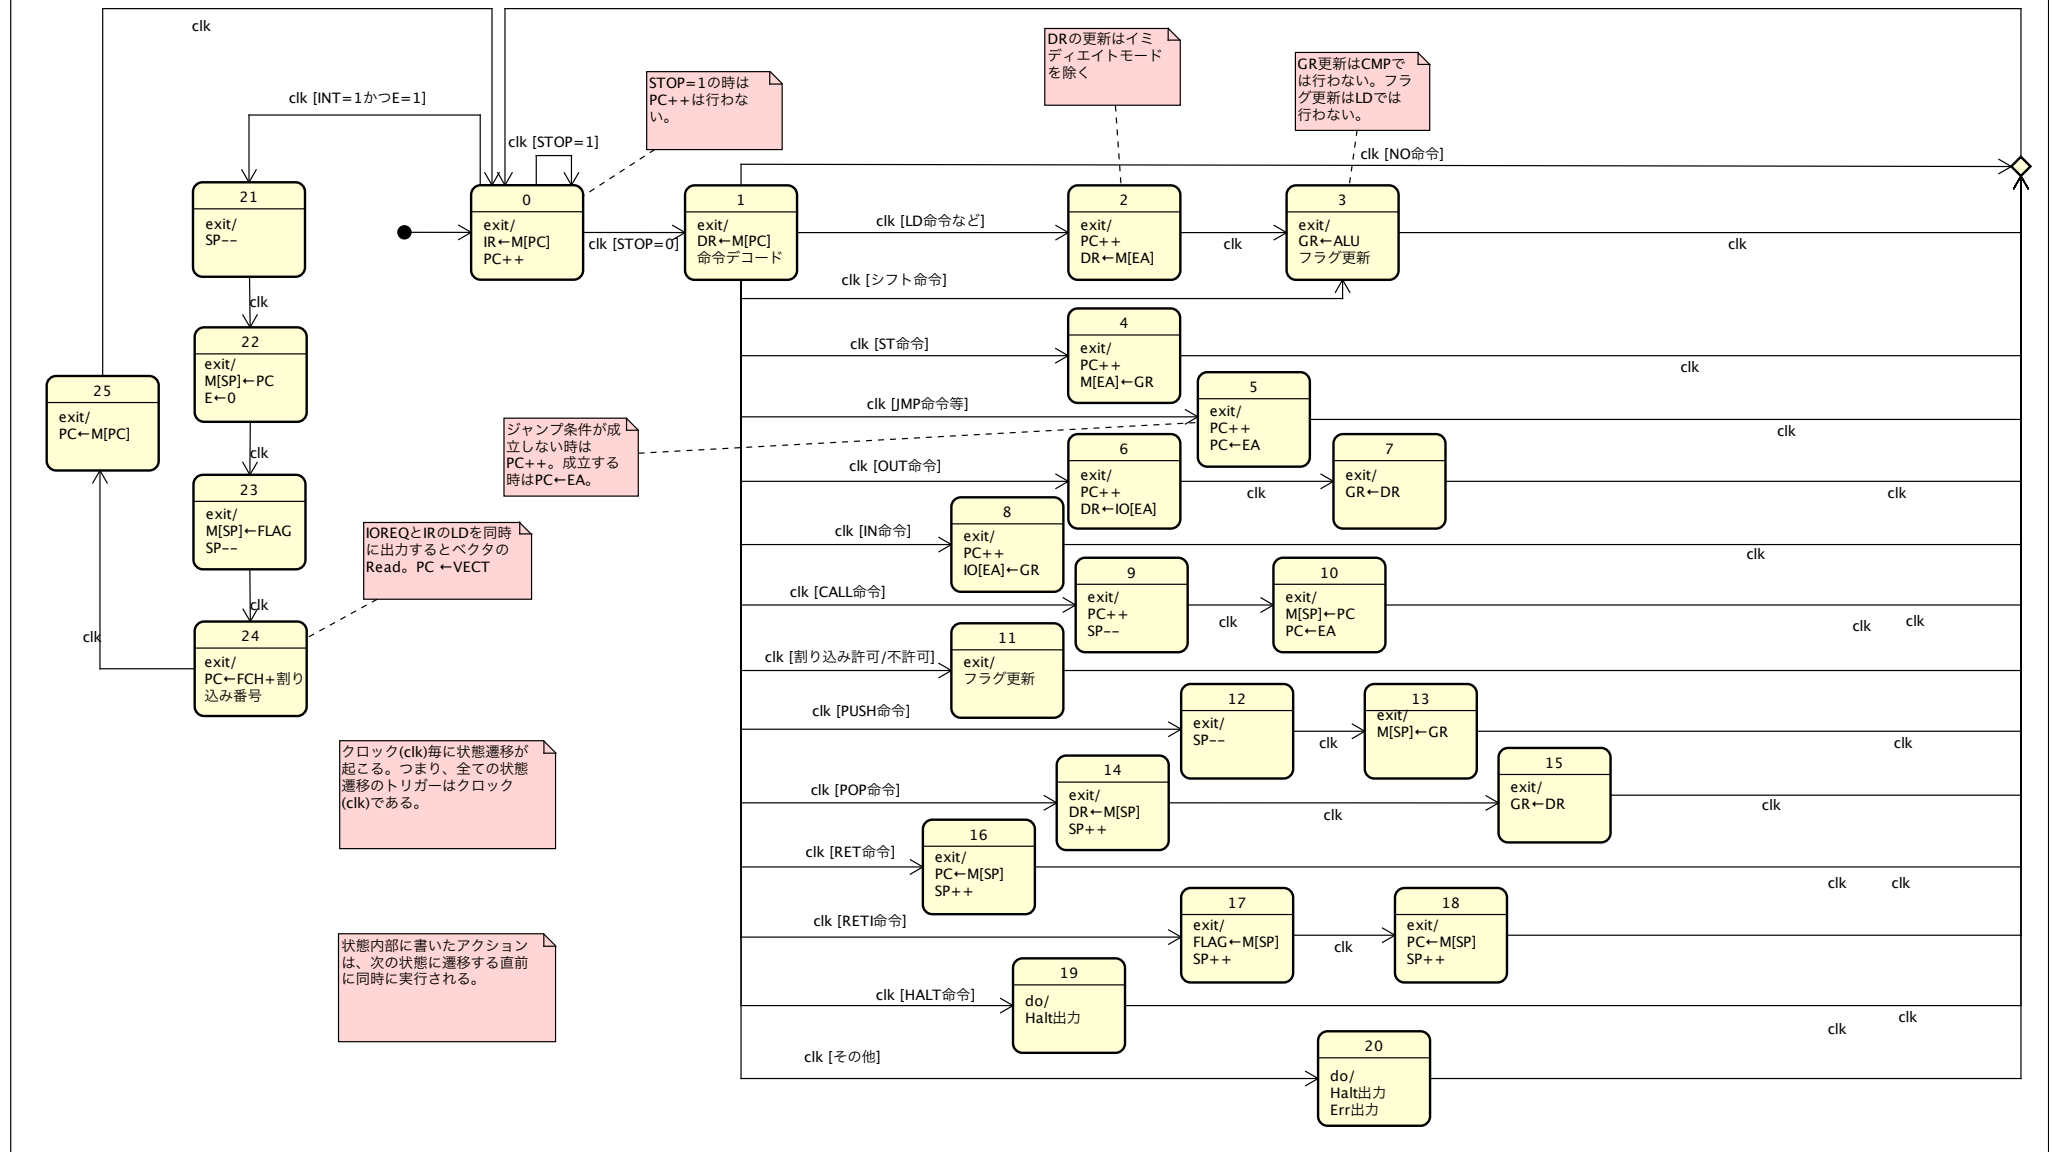 clk
DRの更新はイミ
ディエイトモード
を除く
GR更新はCMPで
は行わない。フラ
グ更新はLDでは
行わない。
STOP=1の時は
PC++は行わな
い。
clk [INT=1かつE=1]
clk [STOP=1]
clk [NO命令]
21
exit/
SP--
0
exit/
IR←M[PC]
PC++
clk [STOP=0]
1
exit/
DR←M[PC]
命令デコード
clk [LD命令など]
2
exit/
PC++
DR←M[EA]
clk
3
exit/
GR←ALU
フラグ更新
clk
clk [シフト命令]
clk
22
exit/
M[SP]←PC
E←0
clk [ST命令]
4
exit/
PC++
M[EA]←GR
clk
25
exit/
PC←M[PC]
clk [JMP命令等]
5
exit/
PC++
PC←EA
clk
ジャンプ条件が成
立しない時は
PC++。成立する
時はPC←EA。
clk
clk [OUT命令]
6
exit/
PC++
DR←IO[EA]
clk
7
exit/
GR←DR
clk
23
exit/
M[SP]←FLAG
SP--
IOREQとIRのLDを同時
に出力するとベクタの
Read。PC ←VECT
clk [IN命令]
8
exit/
PC++
IO[EA]←GR
clk
clk
clk [CALL命令]
9
exit/
PC++
SP--
clk
10
exit/
M[SP]←PC
PC←EA
clk
clk
clk
24
exit/
PC←FCH+割り
込み番号
clk [割り込み許可/不許可]
11
exit/
フラグ更新
clk [PUSH命令]
12
exit/
SP--
clk
13
exit/
M[SP]←GR
clk
クロック(clk)毎に状態遷移が
起こる。つまり、全ての状態
遷移のトリガーはクロック
(clk)である。
clk [POP命令]
14
exit/
DR←M[SP]
SP++
clk
15
exit/
GR←DR
clk
clk [RET命令]
16
exit/
PC←M[SP]
SP++
clk
clk
clk [RETI命令]
17
exit/
FLAG←M[SP]
SP++
clk
18
exit/
PC←M[SP]
SP++
状態内部に書いたアクション
は、次の状態に遷移する直前
に同時に実行される。
clk [HALT命令]
19
do/
Halt出力
clk
clk
clk [その他]
20
do/
Halt出力
Err出力